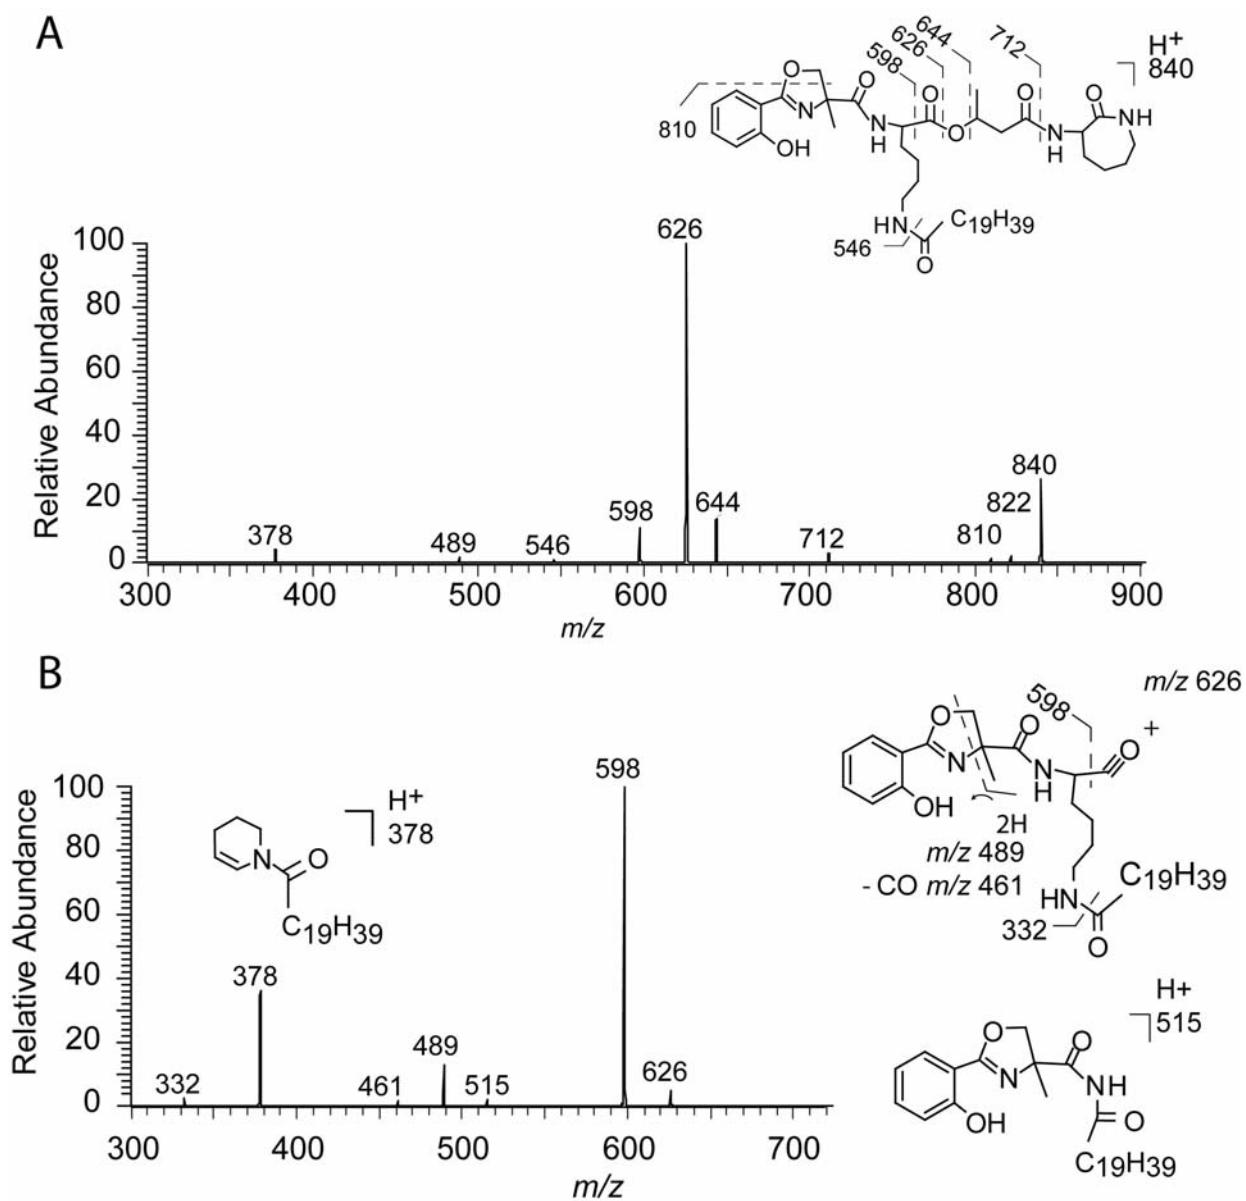 A
O
O
O
O
O
N
N
H
OH
O
N
H
NH
HN
O
C19H39
810
598
626
644
712
546
H+
840
Relative Abundance
100
80
60
40
20
0
378
489
546
598
626
644
712
810
822
840
300
400
500
600
700
800
900
m/z
B
Relative Abundance
100
80
60
40
20
0
332
378
461
489
515
598
626
300
400
500
600
700
m/z
N
O
C19H39
H+
378
m/z 626
+
598
O
O
O
N
N
H
OH
2H
m/z 489
- CO m/z 461
HN
O
C19H39
332
H+
515
O
O
N
NH
OH
O
C19H39